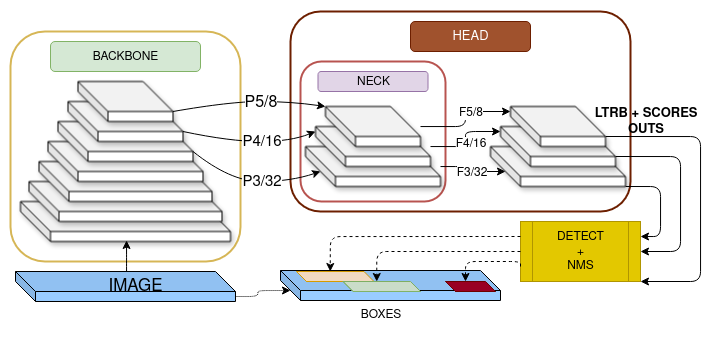 BACKBONE
HEAD
NECK
P5/8
P4/16
P3/32
F5/8
F4/16
F3/32
LTRB + SCORES
OUTS
DETECT
+
NMS
IMAGE
BOXES